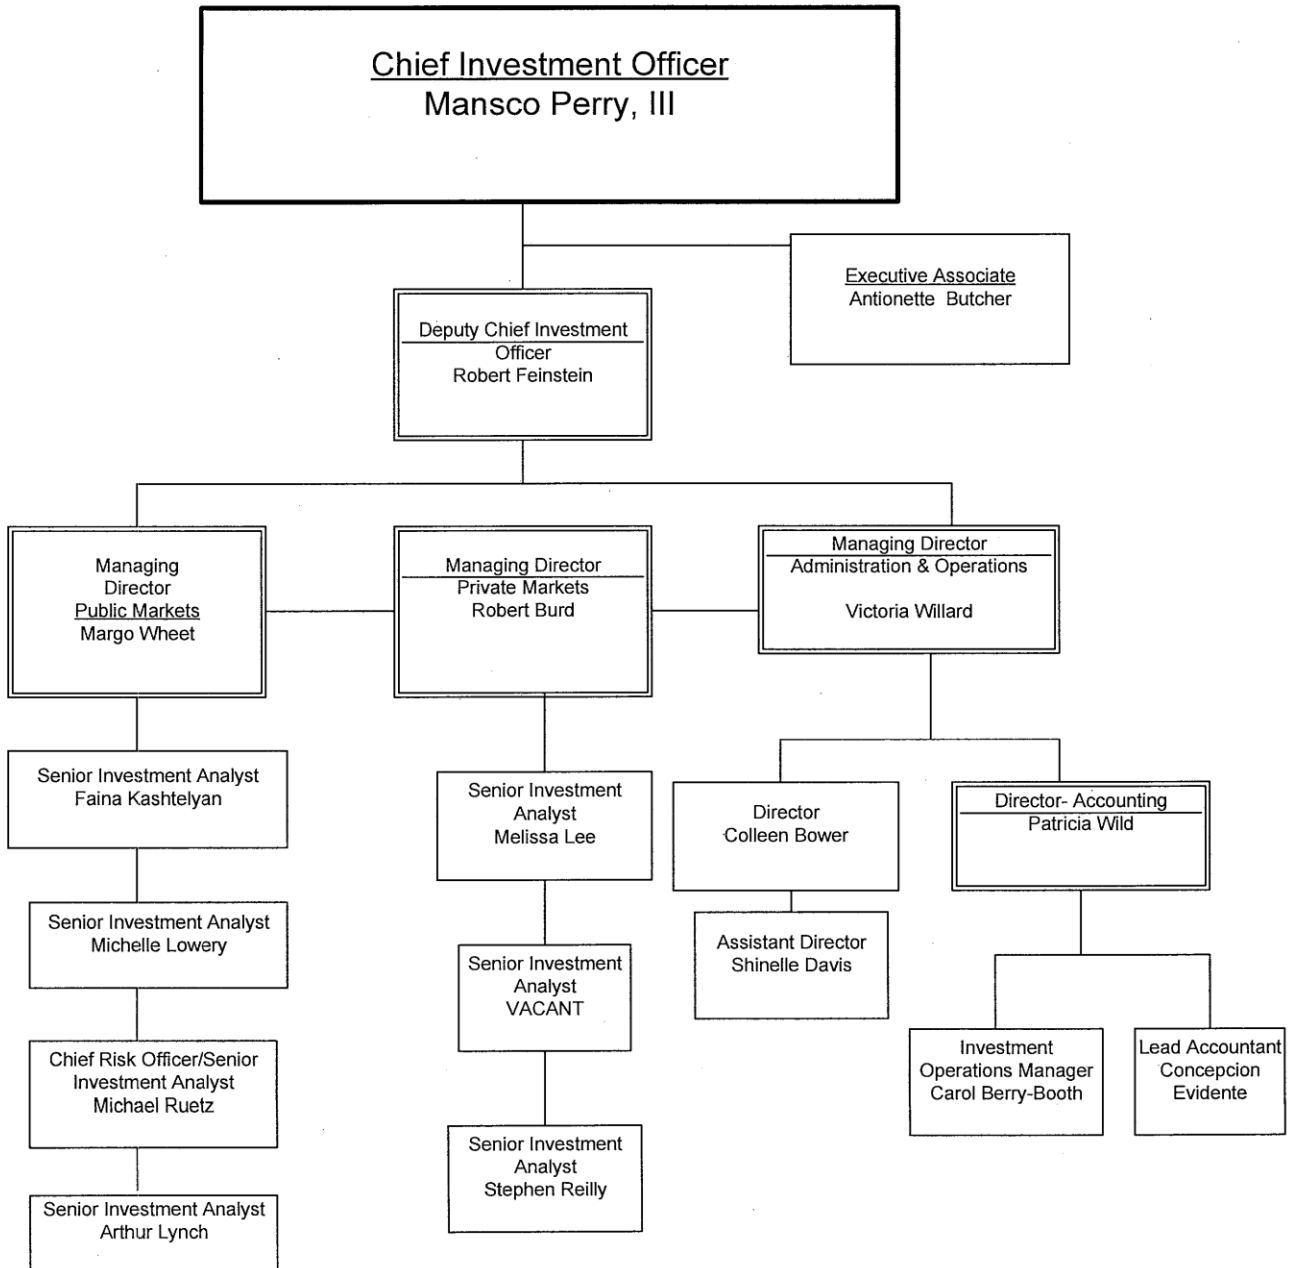 Chief Investment Officer
Mansco Perry, III
Executive Associate
Antionette Butcher
Deputy Chief Investment
Officer
Robert Feinstein
Managing
Director
Public Markets
Margo Wheet
Managing Director
Private Markets
Robert Burd
Managing Director
Administration & Operations
Victoria Willard
Senior Investment Analyst
Faina Kashtelyan
Senior Investment
Analyst
Melissa Lee
Director
Colleen Bower
Director- Accounting
Patricia Wild
Senior Investment Analyst
Michelle Lowery
Senior Investment
Analyst
VACANT
Assistant Director
Shinelle Davis
Chief Risk Officer/Senior
Investment Analyst
Michael Ruetz
Investment
Operations Manager
Carol Berry-Booth
Lead Accountant
Concepcion
Evidente
Senior Investment
Analyst
Stephen Reilly
Senior Investment Analyst
Arthur Lynch